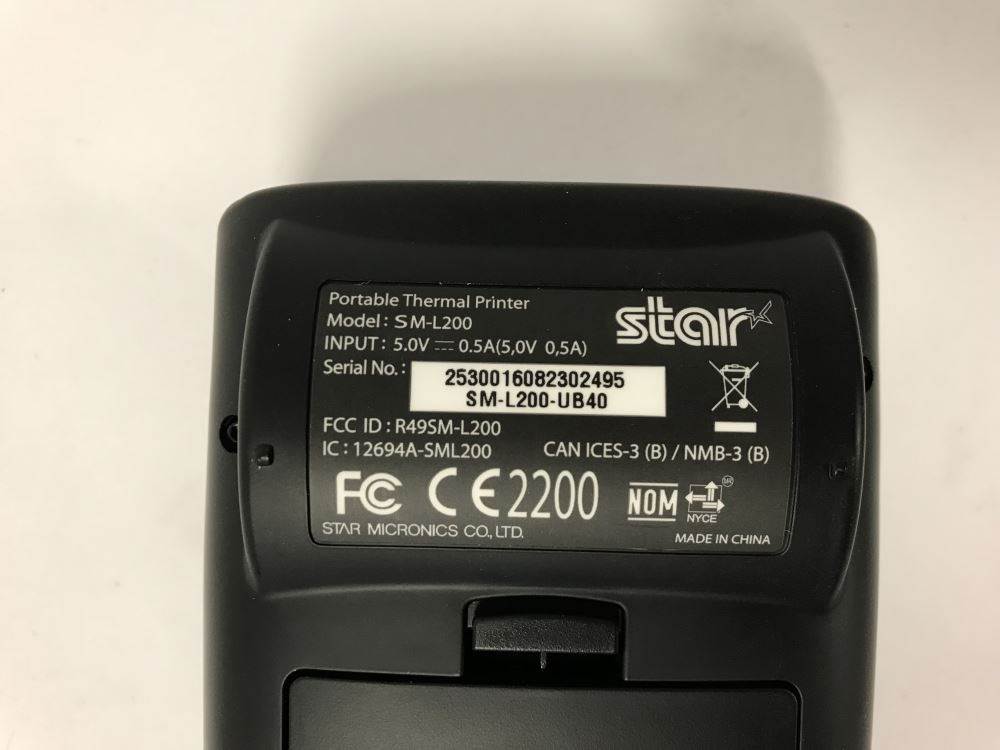 Portable Thermal Printer
Model : SM-L200
star
INPUT : 5.0V ⎓ 0.5A(5,0V 0,5A)
Serial No. :
2530016082302495
SM-L200-UB40
FCC ID : R49SM-L200
IC : 12694A-SML200
CAN ICES-3 (B) / NMB-3 (B)
FC CE2200 NOM
NYCE
STAR MICRONICS CO., LTD.
MADE IN CHINA